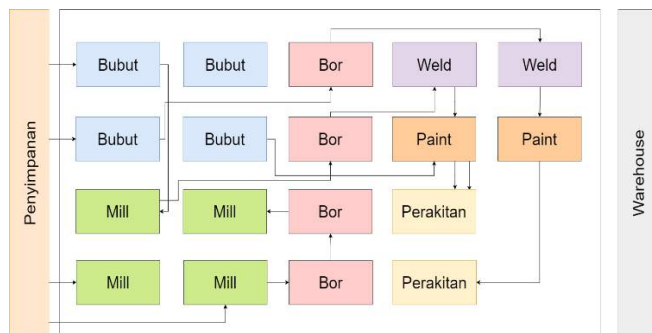 Penyimpanan
Bubut
Bubut
Bor
Weld
Weld
Bubut
Bubut
Bor
Paint
Paint
Mill
Mill
Bor
Perakitan
Mill
Mill
Bor
Perakitan
Warehouse